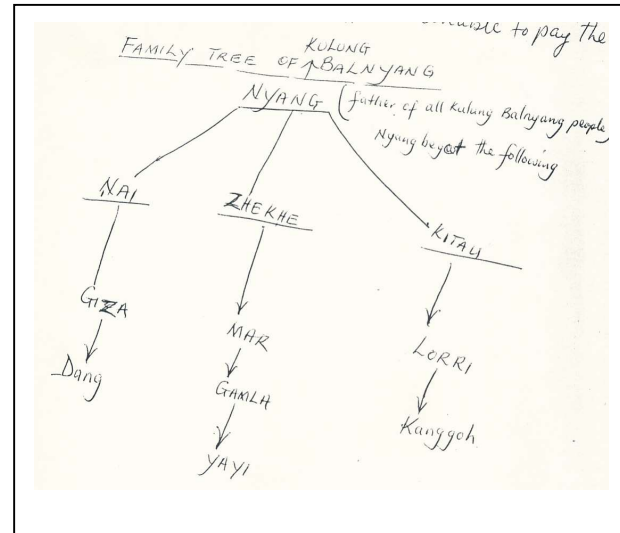 to pay the
KULUNG
FAMILY TREE OF ↑ BALNYANG
NYANG (father of all Kulung Balnyang people
Nyang begat the following
NAI ZHEKHE KITALI
GIZA MAR LORRI
Dang GAMLA Kanggoh
YAYI